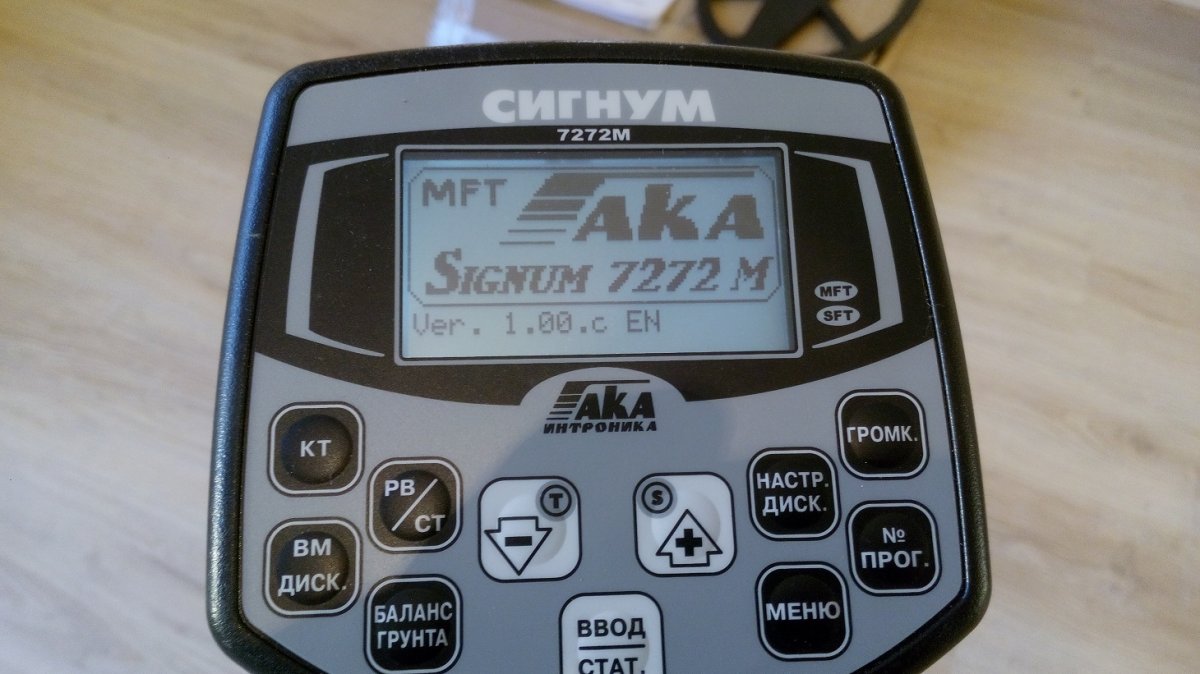 СИГНУМ
7272М
MFT
AKA
SIGNUM 7272 M
Ver. 1.00.c EN
MFT
SFT
AKA
ИНТРОНИКА
КТ
РВ/СТ
T
-
S
+
НАСТР.
ДИСК.
ГРОМК.
ВМ
ДИСК.
БАЛАНС
ГРУНТА
ВВОД
СТАТ.
МЕНЮ
№
ПРОГ.